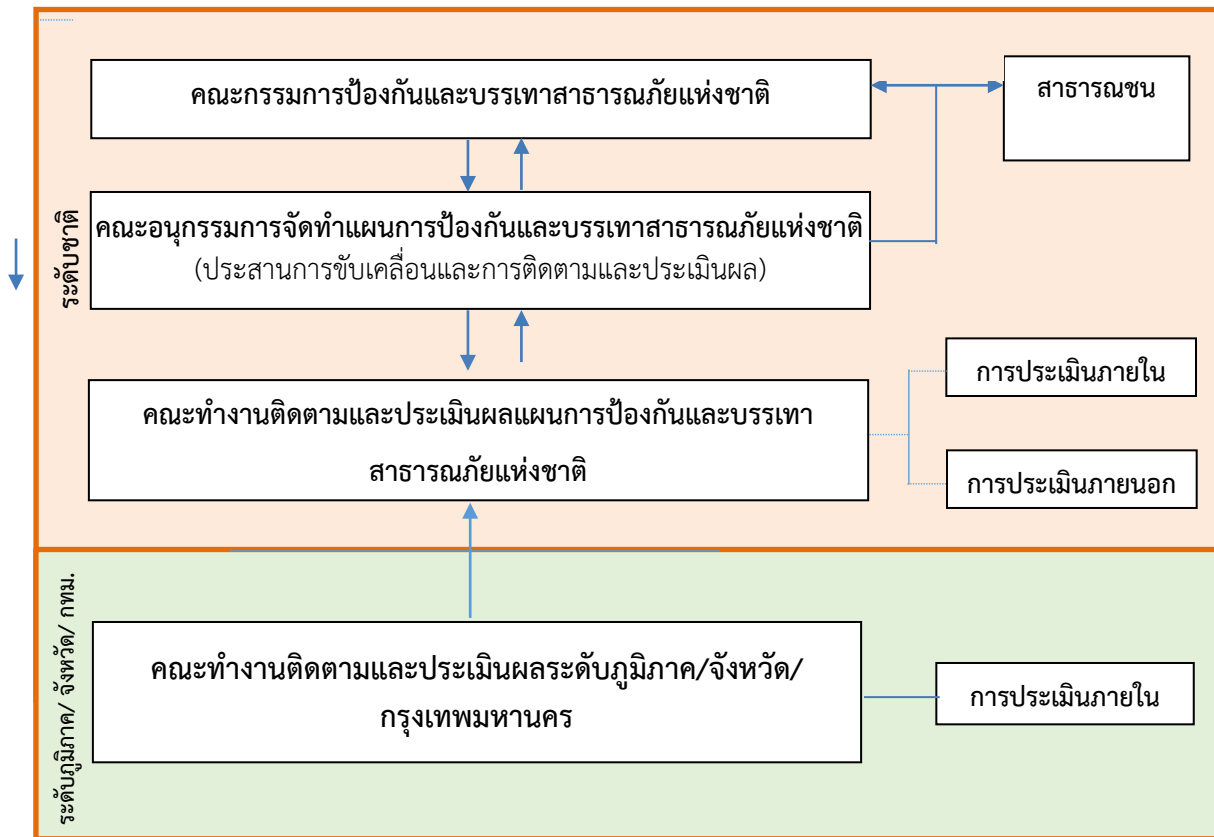 คณะกรรมการป้องกันและบรรเทาสาธารณภัยแห่งชาติ
สาธารณชน
ระดับชาติ
คณะอนุกรรมการจัดทำแผนการป้องกันและบรรเทาสาธารณภัยแห่งชาติ
(ประสานการขับเคลื่อนและการติดตามและประเมินผล)
การประเมินภายใน
คณะทำงานติดตามและประเมินผลแผนการป้องกันและบรรเทา
สาธารณภัยแห่งชาติ
การประเมินภายนอก
ระดับภูมิภาค/ จังหวัด/ กทม.
คณะทำงานติดตามและประเมินผลระดับภูมิภาค/จังหวัด/
กรุงเทพมหานคร
การประเมินภายใน